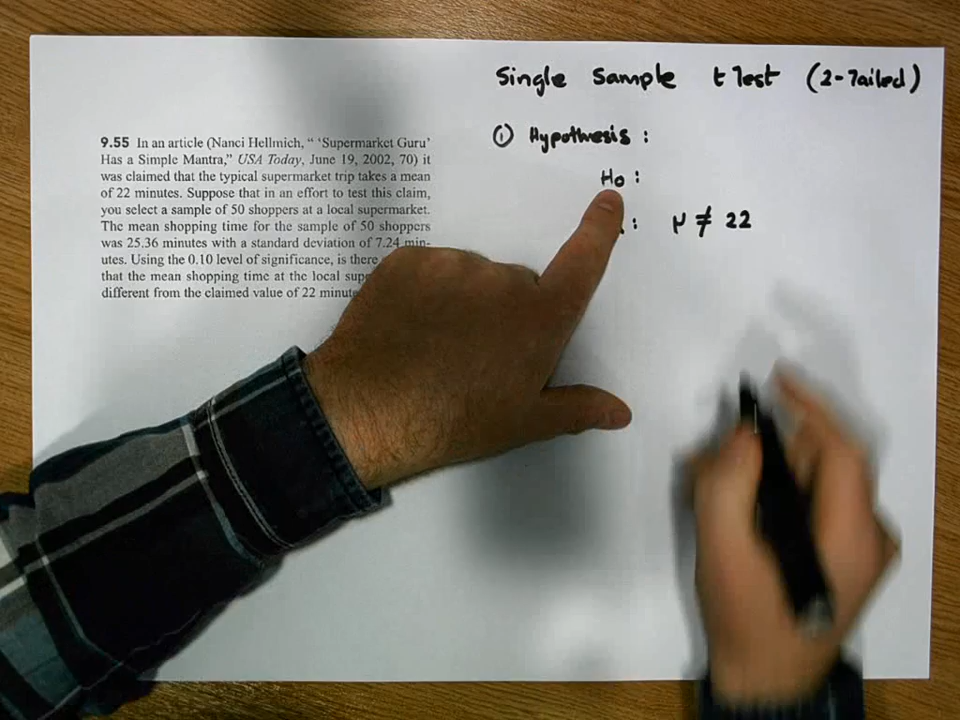 Single Sample t Test (2-Tailed)
① Hypothesis :
Ho :
: μ ≠ 22
9.55 In an article (Nanci Hellmich, “ ‘Supermarket Guru’
Has a Simple Mantra,” USA Today, June 19, 2002, 70) it
was claimed that the typical supermarket trip takes a mean
of 22 minutes. Suppose that in an effort to test this claim,
you select a sample of 50 shoppers at a local supermarket.
The mean shopping time for the sample of 50 shoppers
was 25.36 minutes with a standard deviation of 7.24 min-
utes. Using the 0.10 level of significance, is there
that the mean shopping time at the local
different from the claimed value of 22